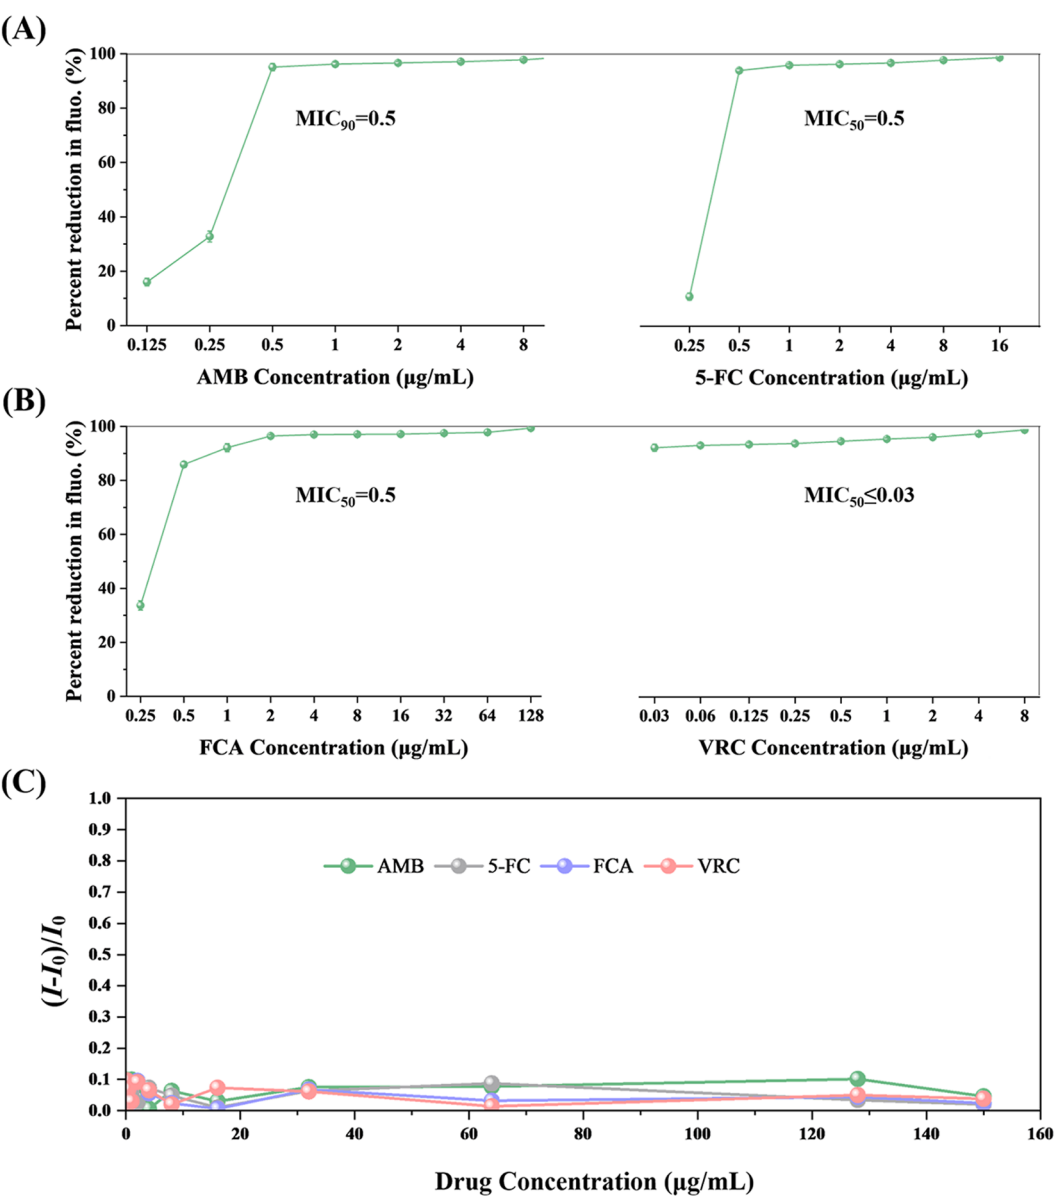 (A)
Percent reduction in fluo. (%)
100
80
60
40
20
0
MIC90=0.5
0.125 0.25 0.5 1 2 4 8
AMB Concentration (μg/mL)
MIC50=0.5
0.25 0.5 1 2 4 8 16
5-FC Concentration (μg/mL)
(B)
Percent reduction in fluo. (%)
100
80
60
40
20
0
MIC50=0.5
0.25 0.5 1 2 4 8 16 32 64 128
FCA Concentration (μg/mL)
MIC50≤0.03
0.03 0.06 0.125 0.25 0.5 1 2 4 8
VRC Concentration (μg/mL)
(C)
(I-I0)/I0
1.0
0.9
0.8
0.7
0.6
0.5
0.4
0.3
0.2
0.1
0.0
AMB 5-FC FCA VRC
0 20 40 60 80 100 120 140 160
Drug Concentration (μg/mL)